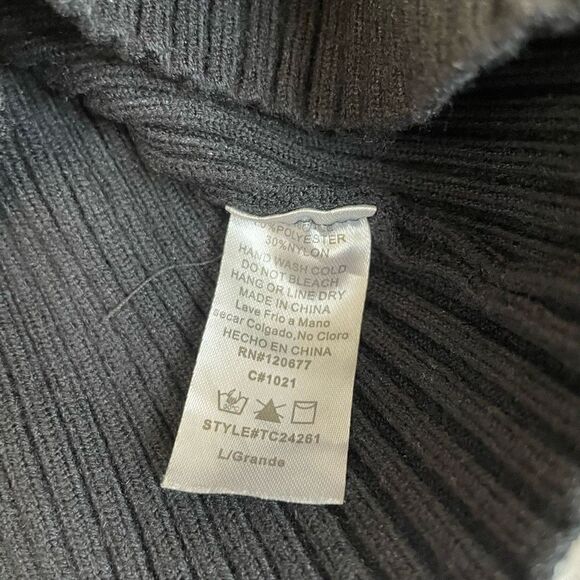 %POLYESTER
30%NYLON
HAND WASH COLD
DO NOT BLEACH
HANG OR LINE DRY
MADE IN CHINA
Lave Frio a Mano
secar Colgado,No Cloro
HECHO EN CHINA
RN#120677
C#1021
STYLE#TC24261
L/Grande